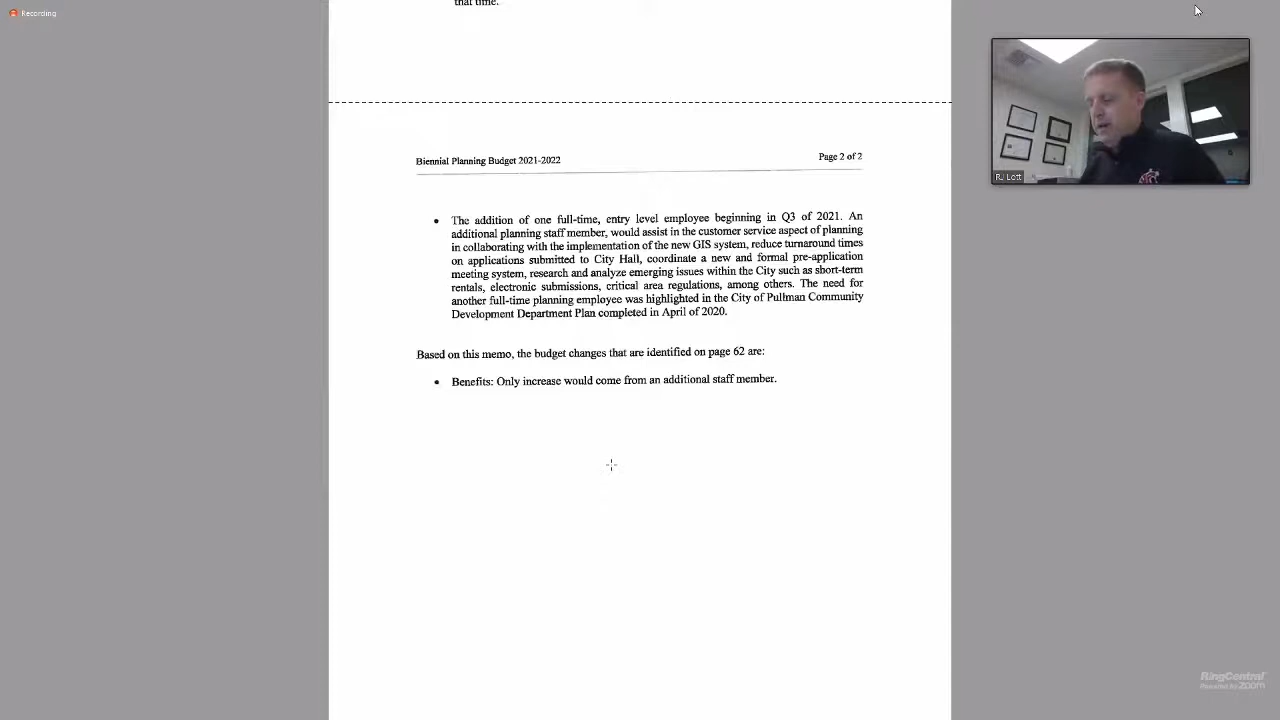 Recording
that time.
Biennial Planning Budget 2021-2022
Page 2 of 2
• The addition of one full-time, entry level employee beginning in Q3 of 2021. An
additional planning staff member, would assist in the customer service aspect of planning
in collaborating with the implementation of the new GIS system, reduce turnaround times
on applications submitted to City Hall, coordinate a new and formal pre-application
meeting system, research and analyze emerging issues within the City such as short-term
rentals, electronic submissions, critical area regulations, among others. The need for
another full-time planning employee was highlighted in the City of Pullman Community
Development Department Plan completed in April of 2020.
Based on this memo, the budget changes that are identified on page 62 are:
• Benefits: Only increase would come from an additional staff member.
RJ Lott
RingCentral
Powered by zoom